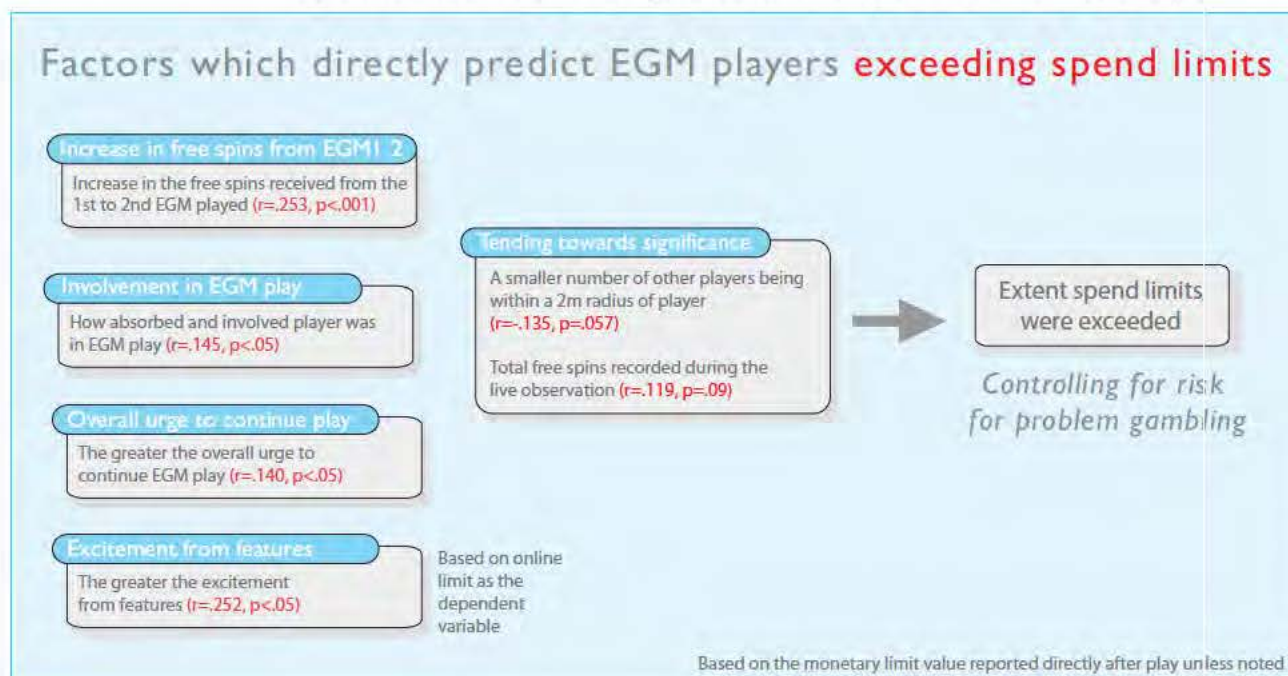 Factors which directly predict EGM players exceeding spend limits
Increase in free spins from EGM1 2
Increase in the free spins received from the
1st to 2nd EGM played (r=.253, p<.001)
Involvement in EGM play
How absorbed and involved player was
in EGM play (r=.145, p<.05)
Overall urge to continue play
The greater the overall urge to
continue EGM play (r=.140, p<.05)
Excitement from features
The greater the excitement
from features (r=.252, p<.05)
Based on online
limit as the
dependent
variable
Tending towards significance
A smaller number of other players being
within a 2m radius of player
(r=-.135, p=.057)
Total free spins recorded during the
live observation (r=.119, p=.09)
Extent spend limits
were exceeded
Controlling for risk
for problem gambling
Based on the monetary limit value reported directly after play unless noted